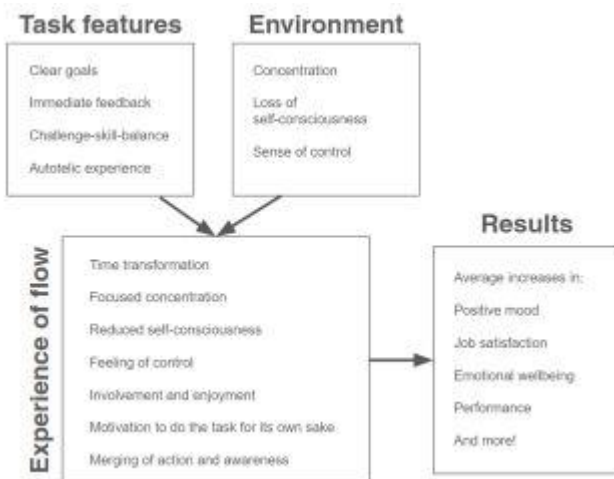 Task features
Clear goals
Immediate feedback
Challenge-skill-balance
Autotelic experience
Environment
Concentration
Loss of
self-consciousness
Sense of control
Experience of flow
Time transformation
Focused concentration
Reduced self-consciousness
Feeling of control
Involvement and enjoyment
Motivation to do the task for its own sake
Merging of action and awareness
Results
Average increases in:
Positive mood
Job satisfaction
Emotional wellbeing
Performance
And more!